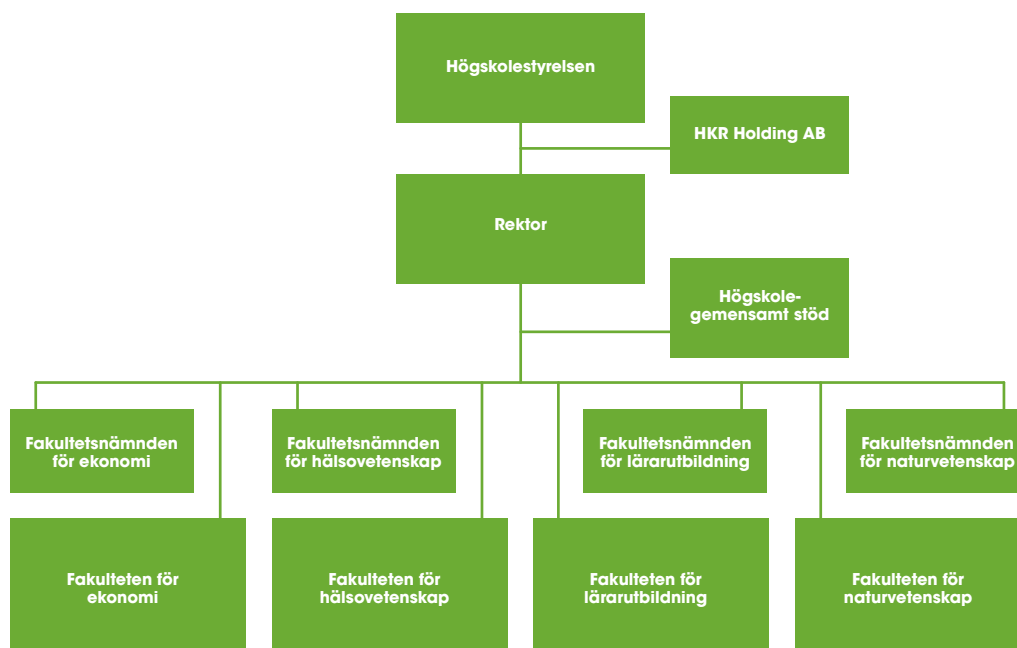 Högskolestyrelsen
HKR Holding AB
Rektor
Högskole-
gemensamt stöd
Fakultetsnämnden
för ekonomi
Fakultetsnämnden
för hälsovetenskap
Fakultetsnämnden
för lärarutbildning
Fakultetsnämnden
för naturvetenskap
Fakulteten för
ekonomi
Fakulteten för
hälsovetenskap
Fakulteten för
lärarutbildning
Fakulteten för
naturvetenskap